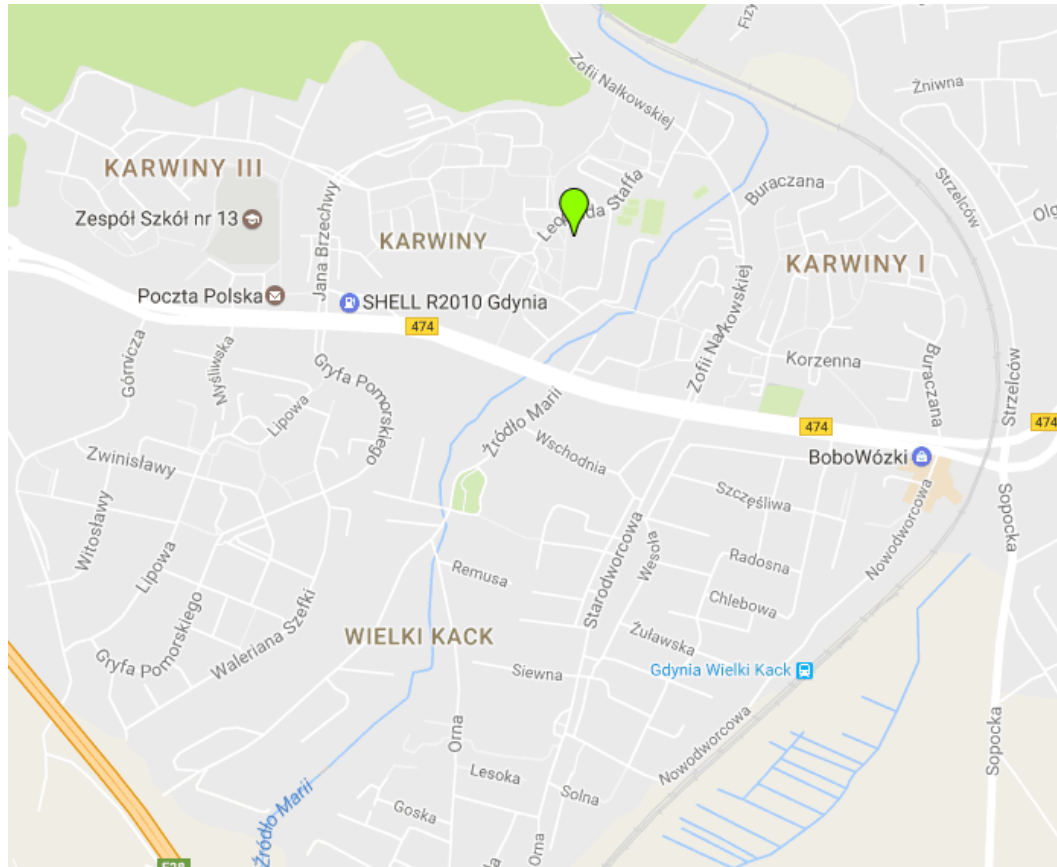 Zofii Nałkowskiej
Żniwna
KARWINY III
Strzelców
Buraczana
Leopolda Staffa
Zespół Szkół nr 13
Jana Brzechwy
KARWINY
KARWINY I
Poczta Polska
SHELL R2010 Gdynia
474
Zofii Nałkowskiej
Górnicza
Myśliwska
Gryfa Pomorskiego
Korzenna
Buraczana
Strzelców
Lipowa
Źródło Marii
474
474
Wschodnia
BoboWózki
Zwinisławy
Szczęśliwa
Sopocka
Witosławy
Nowodworcowa
Lipowa
Starodworcowa
Wesoła
Radosna
Remusa
Chlebowa
Waleriana Szefki
WIELKI KACK
Żuławska
Gryfa Pomorskiego
Siewna
Gdynia Wielki Kack
Orna
Nowodworcowa
Sopocka
Lesoka
Solna
Goska
Źródło Marii
Orna